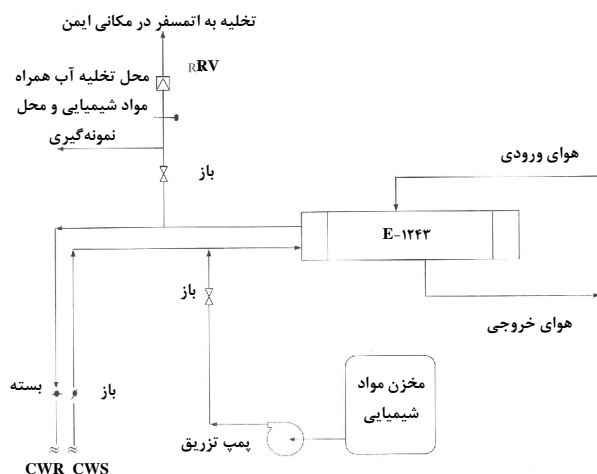 تخلیه به اتمسفر در مکانی ایمن
RRV
محل تخلیه آب همراه
مواد شیمیایی و محل
نمونه‌گیری
باز
هوای ورودی
E-۱۲۴۳
هوای خروجی
باز
بسته
باز
مخزن مواد
شیمیایی
پمپ تزریق
CWR CWS